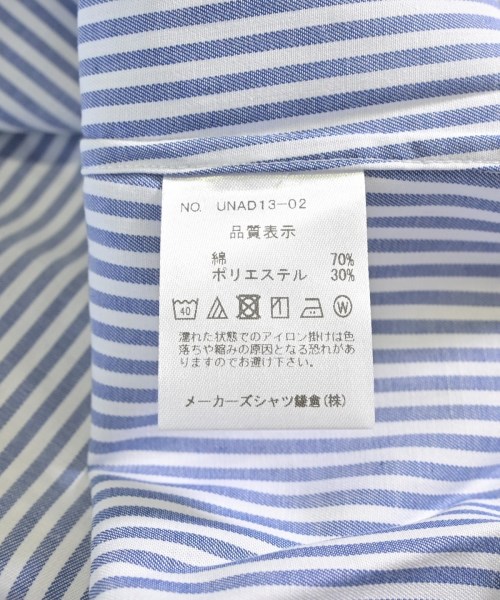 NO. UNAD13-02
品質表示
綿 70%
ポリエステル 30%
40 W
濡れた状態でのアイロン掛けは色
落ちや縮みの原因となる恐れがあ
りますのでお避け下さい。
メーカーズシャツ鎌倉(株)